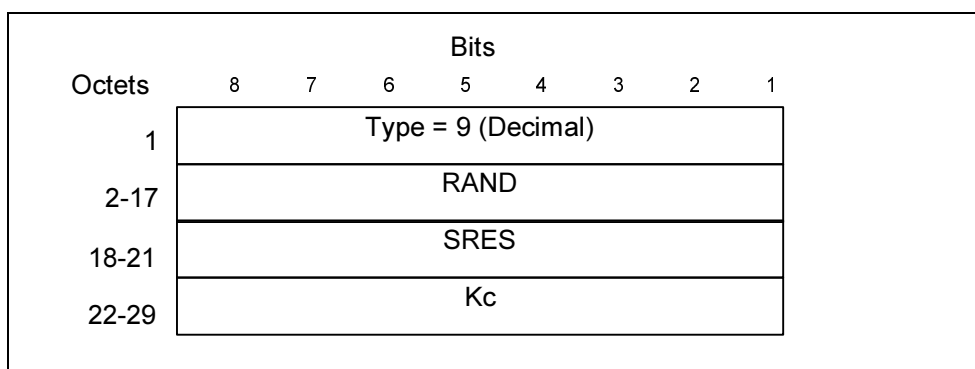 Bits
Octets 8 7 6 5 4 3 2 1
1 Type = 9 (Decimal)
2-17 RAND
18-21 SRES
22-29 Kc